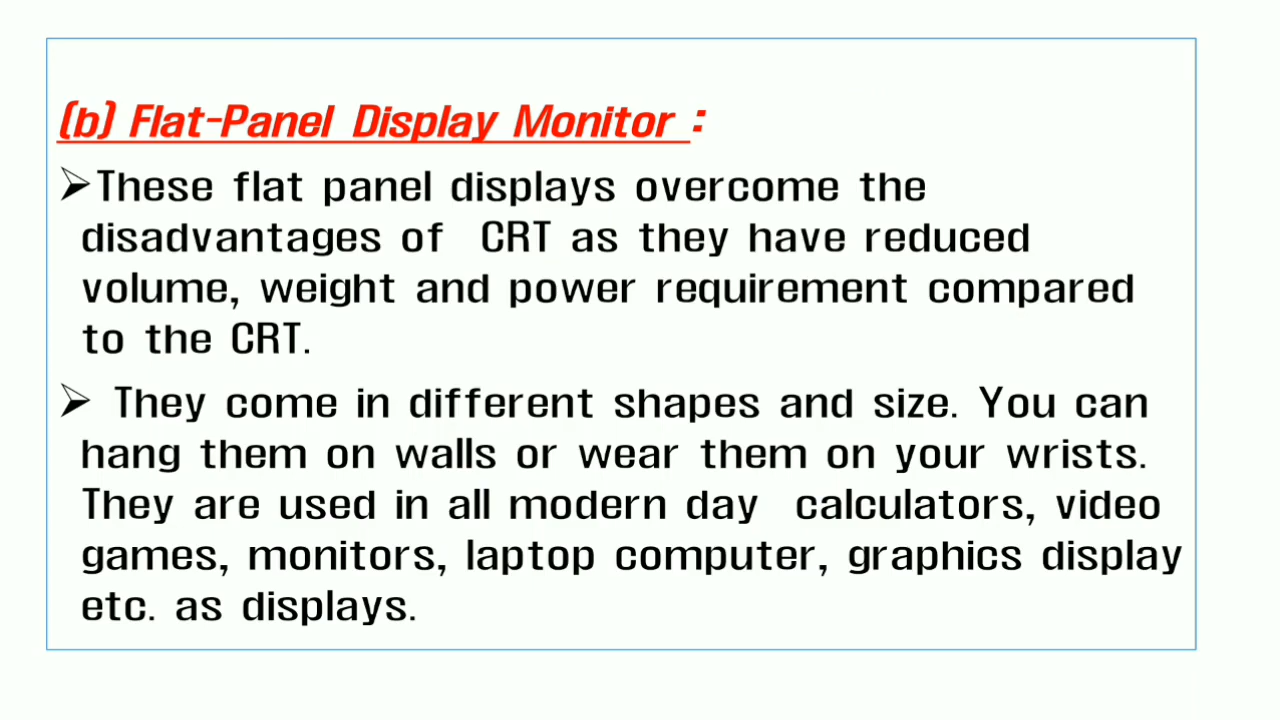 (b) Flat-Panel Display Monitor :
➢These flat panel displays overcome the
disadvantages of CRT as they have reduced
volume, weight and power requirement compared
to the CRT.
➢ They come in different shapes and size. You can
hang them on walls or wear them on your wrists.
They are used in all modern day calculators, video
games, monitors, laptop computer, graphics display
etc. as displays.